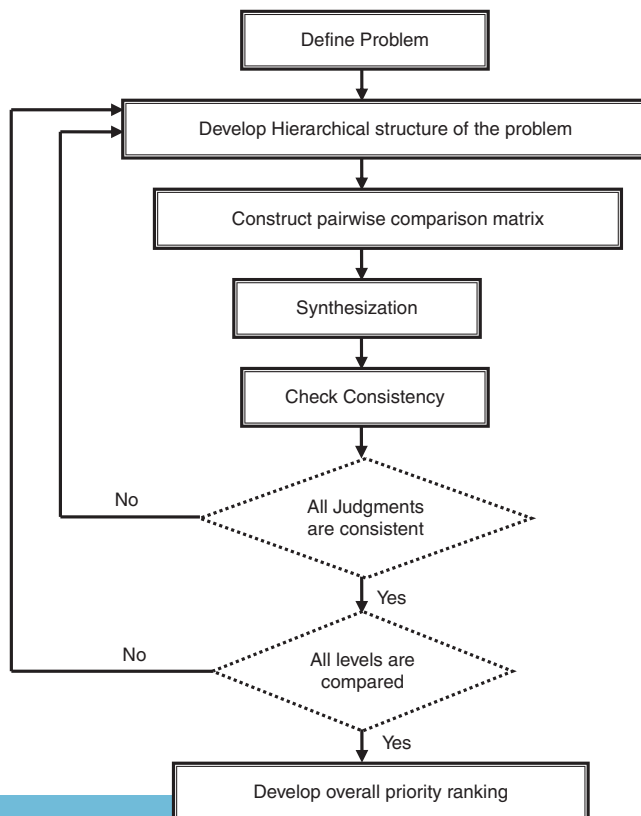 Define Problem
Develop Hierarchical structure of the problem
Construct pairwise comparison matrix
Synthesization
Check Consistency
No
All Judgments
are consistent
Yes
No
All levels are
compared
Yes
Develop overall priority ranking